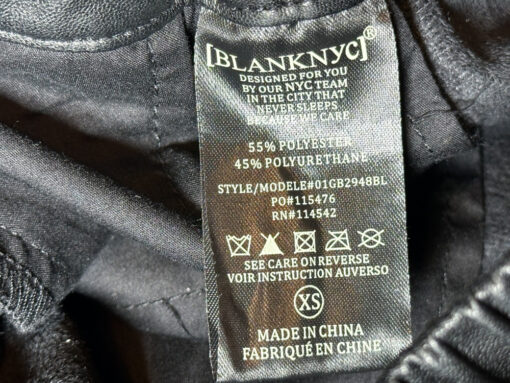 [BLANKNYC]®
DESIGNED FOR YOU
BY OUR NYC TEAM
IN THE CITY THAT
NEVER SLEEPS
BECAUSE WE CARE
55% POLYESTER
45% POLYURETHANE
STYLE/MODELE#01GB2948BL
PO#115476
RN#114542
SEE CARE ON REVERSE
VOIR INSTRUCTION AUVERSO
XS
MADE IN CHINA
FABRIQUÉ EN CHINE